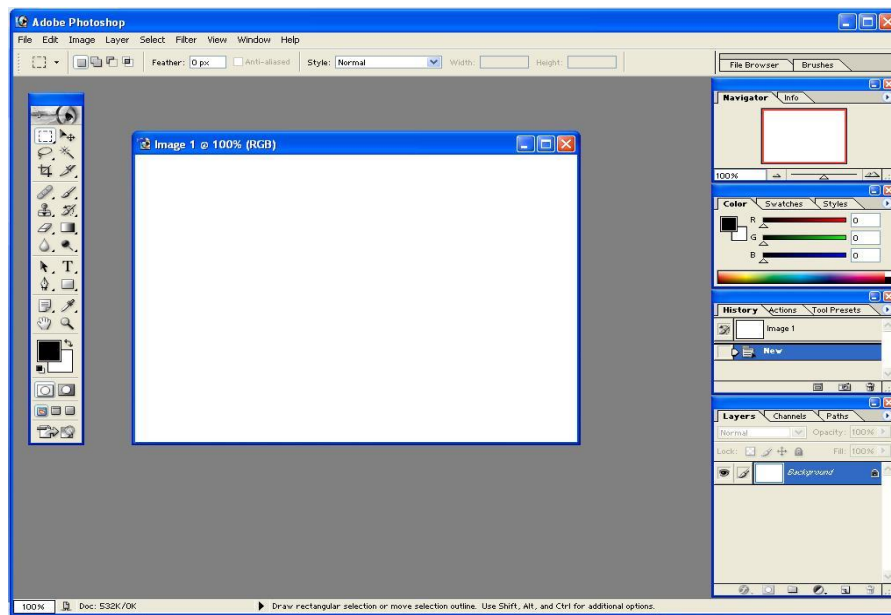 Adobe Photoshop
File Edit Image Layer Select Filter View Window Help
Feather: 0 px Anti-aliased Style: Normal Width: Height:
File Browser Brushes
Navigator Info
100%
Image 1 @ 100% (RGB)
Color Swatches Styles
R 0
G 0
B 0
History Actions Tool Presets
Image 1
New
Layers Channels Paths
Normal Opacity: 100%
Lock: Fill: 100%
Background
T
100% Doc: 532K/0K Draw rectangular selection or move selection outline. Use Shift, Alt, and Ctrl for additional options.